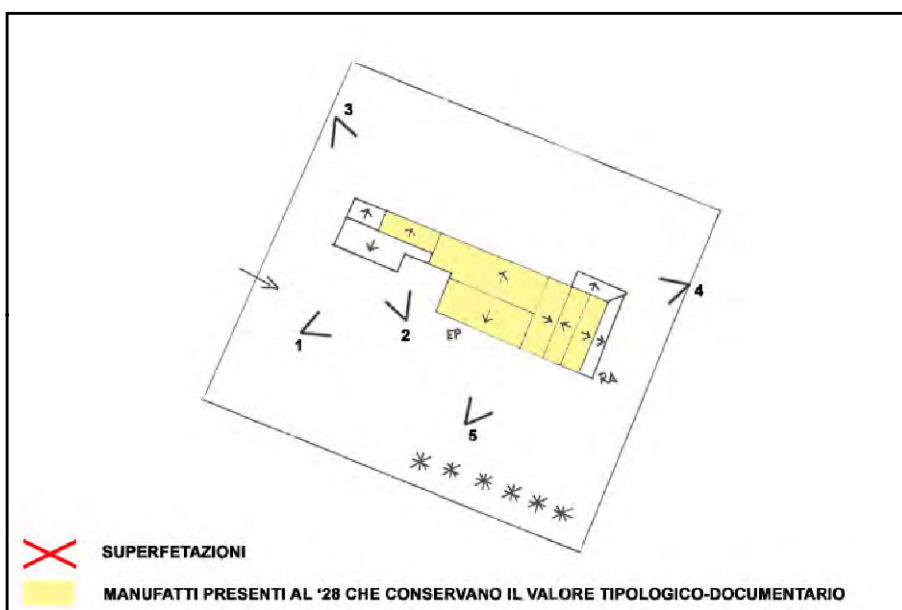 3
4
1
2
EP
RA
5
SUPERFETAZIONI
MANUFATTI PRESENTI AL '28 CHE CONSERVANO IL VALORE TIPOLOGICO-DOCUMENTARIO